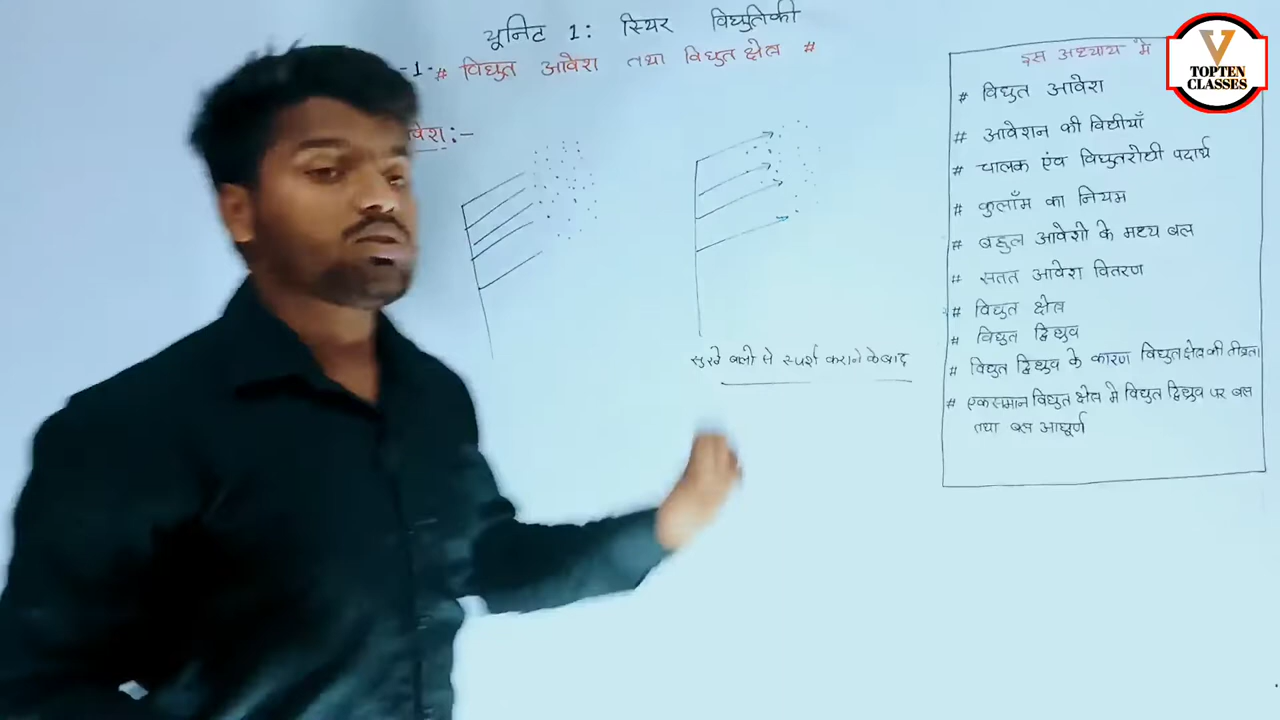 यूनिट 1: स्थिर विद्युतिकी
-1- # विद्युत आवेश तथा विद्युत क्षेत्र #
वेश :-
सुखे बालो से स्पर्श कराने के बाद
इस अध्याय मे
# विद्युत आवेश
# आवेशन की विधीयाँ
# चालक एंव विद्युतरोधी पदार्थ
# कुलाँम का नियम
# बहुल आवेशो के मध्य बल
# सतत आवेश वितरण
# विद्युत क्षेत्र
# विद्युत द्विध्रुव
# विद्युत द्विध्रुव के कारण विद्युत क्षेत्र की तीव्रता
# एकसमान विद्युत क्षेत्र मे विद्युत द्विध्रुव पर बल
तथा बल आघूर्ण
V
TOPTEN
CLASSES